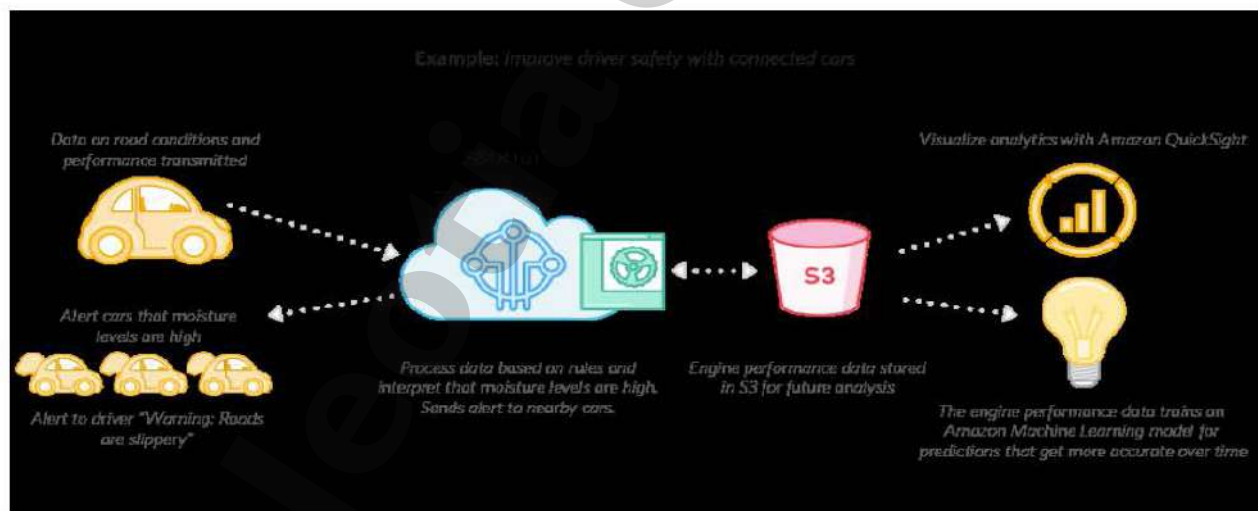 Example: Improve driver safety with connected cars
Data on road conditions and
performance transmitted
Visualize analytics with Amazon QuickSight
S3
Alert cars that moisture
levels are high
Process data based on rules and
interpret that moisture levels are high.
Sends alert to nearby cars.
Engine performance data stored
in S3 for future analysis
Alert to driver "Warning: Roads
are slippery"
The engine performance data trains an
Amazon Machine Learning model for
predictions that get more accurate over time